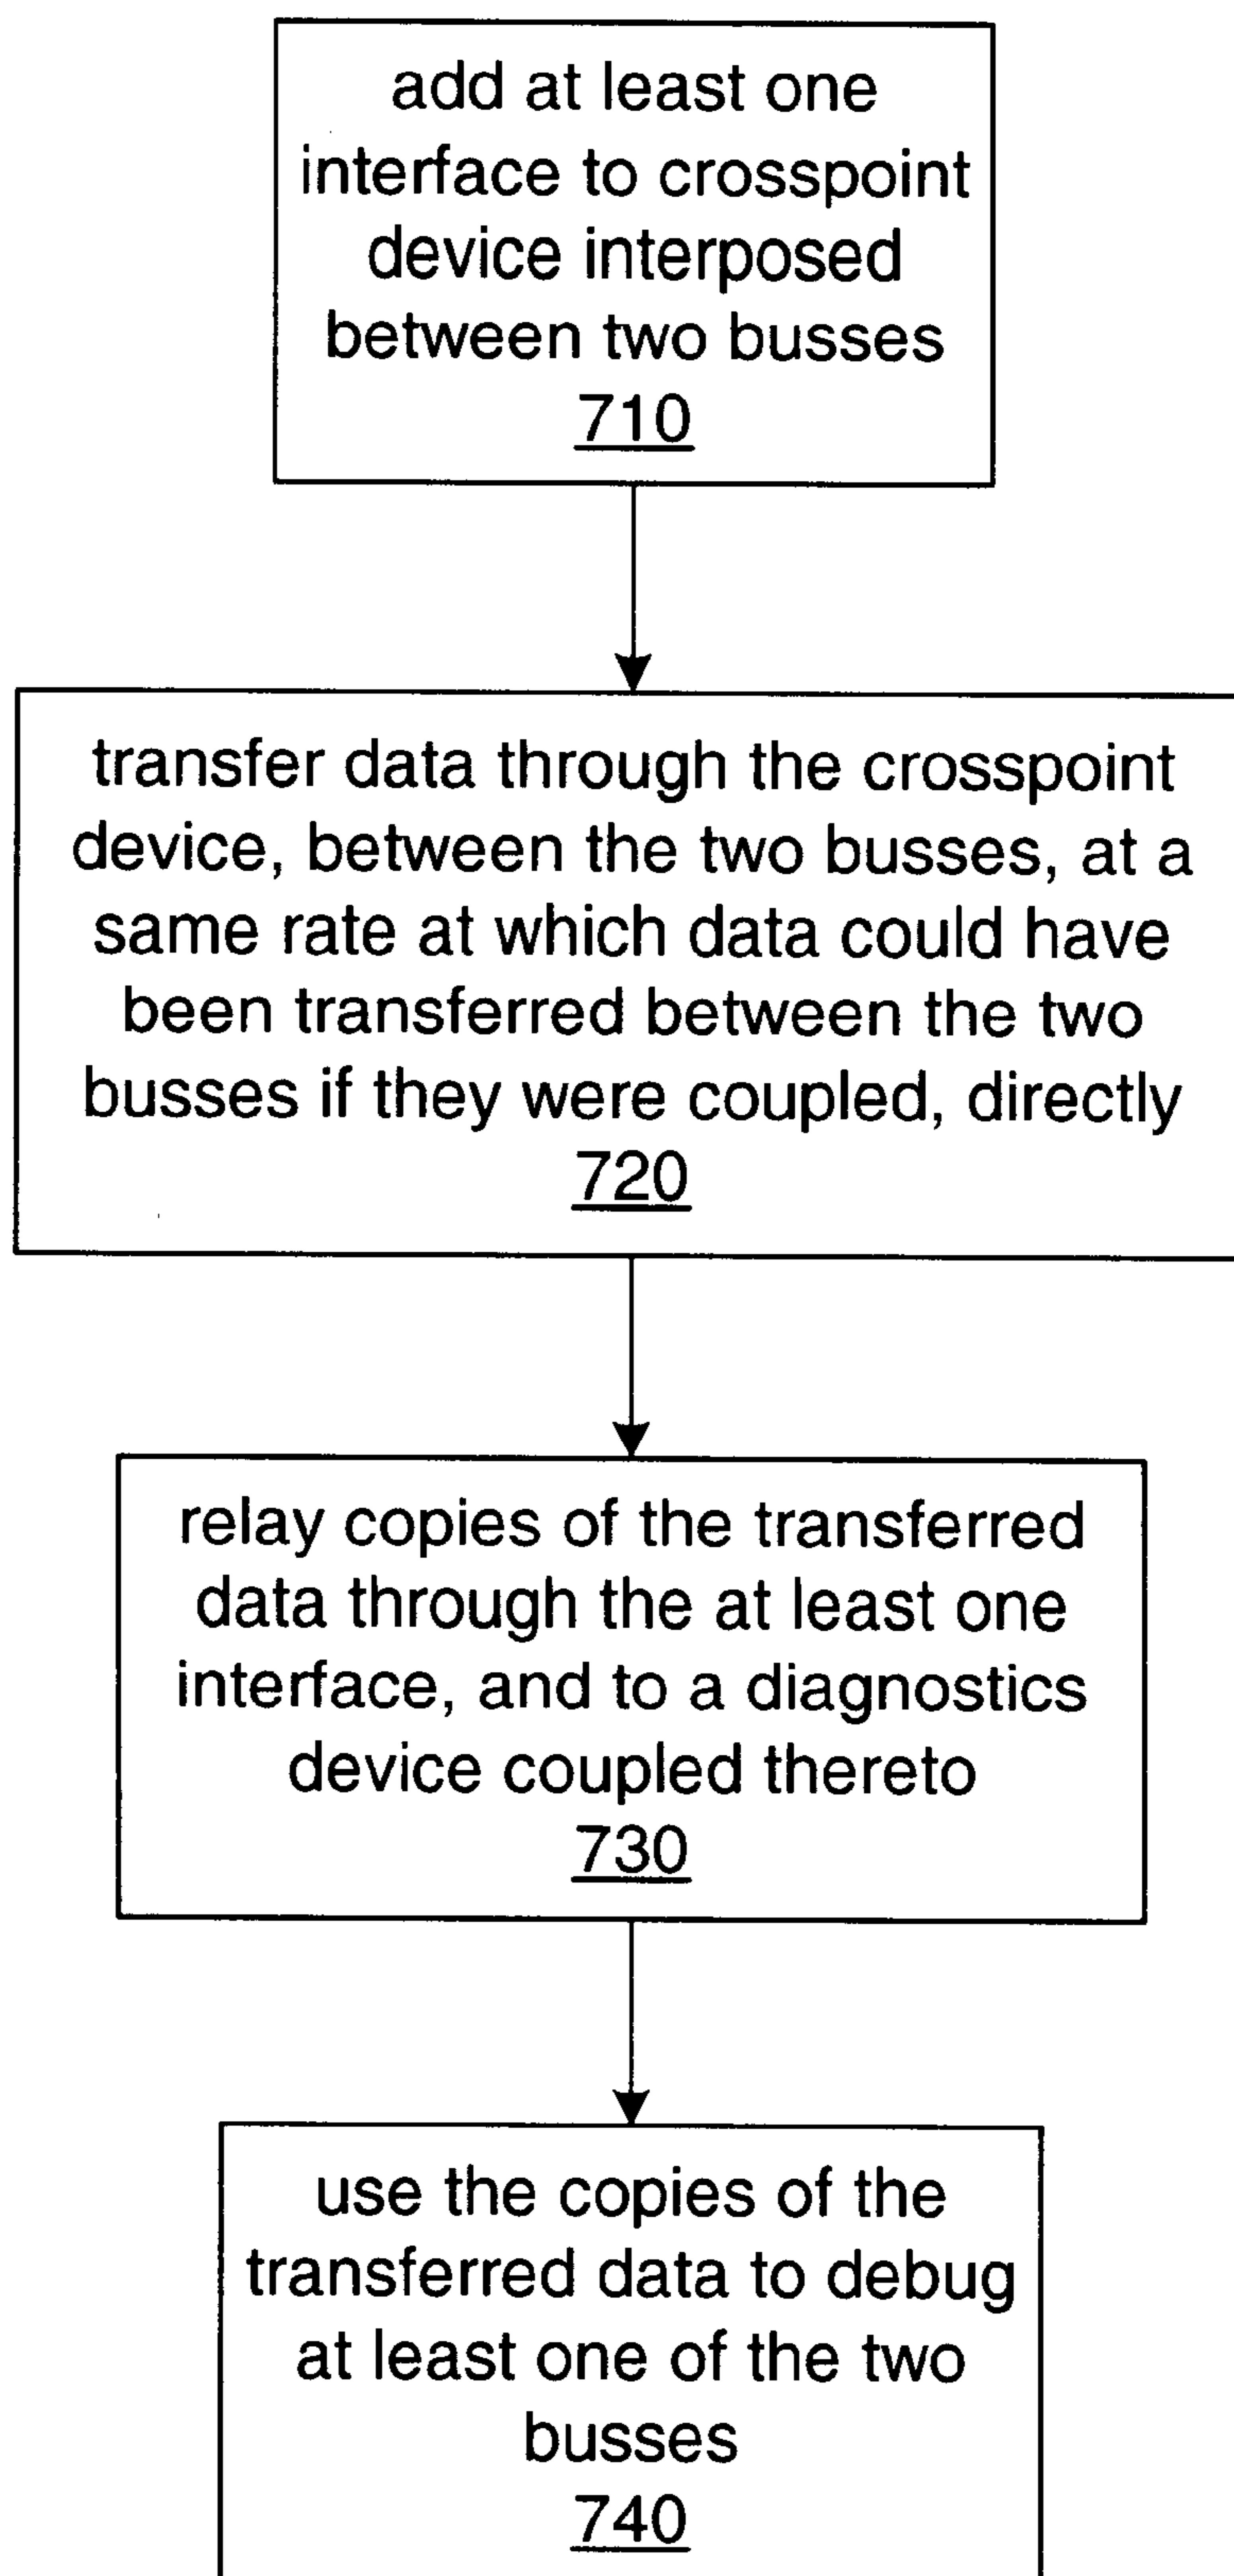 add at least one
interface to crosspoint
device interposed
between two busses
710
transfer data through the crosspoint
device, between the two busses, at a
same rate at which data could have
been transferred between the two
busses if they were coupled, directly
720
relay copies of the transferred
data through the at least one
interface, and to a diagnostics
device coupled thereto
730
use the copies of the
transferred data to debug
at least one of the two
busses
740